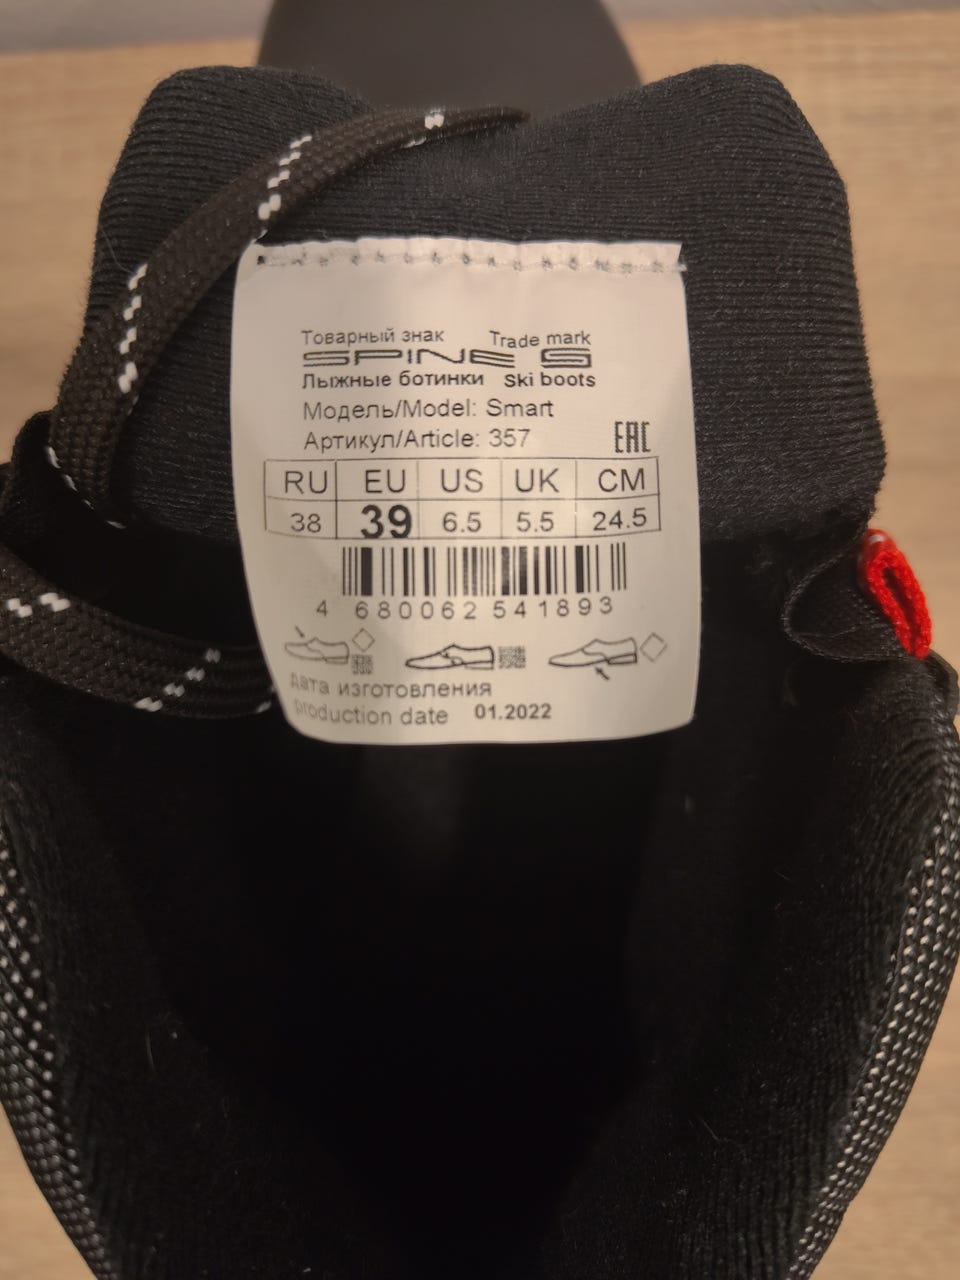 Товарный знак Trade mark
SPINE S
Лыжные ботинки Ski boots
Модель/Model: Smart
Артикул/Article: 357
EAC
RU EU US UK CM
38 39 6.5 5.5 24.5
4 680062 541893
дата изготовления
production date 01.2022